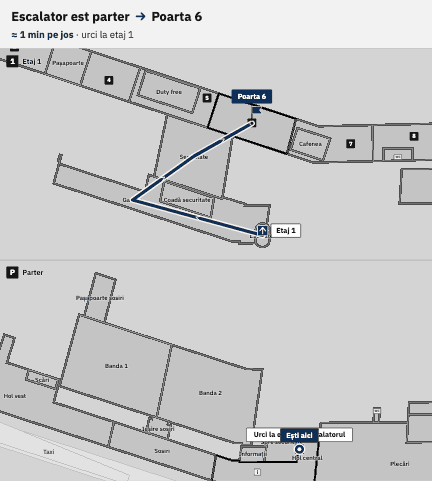 Escalator est parter → Poarta 6
≈ 1 min pe jos · urci la etaj 1
1 Etaj 1
Pașapoarte
4
Duty free
5
Poarta 6
Cafenea
7
8
Securitate
Coadă securitate
Etaj 1
P Parter
Pașapoarte sosiri
Banda 1
Banda 2
Scări
Hol vest
Ieșire sosiri
Sosiri
Taxi
Urci la
Ești aici
Informații
Hol central
Plecări